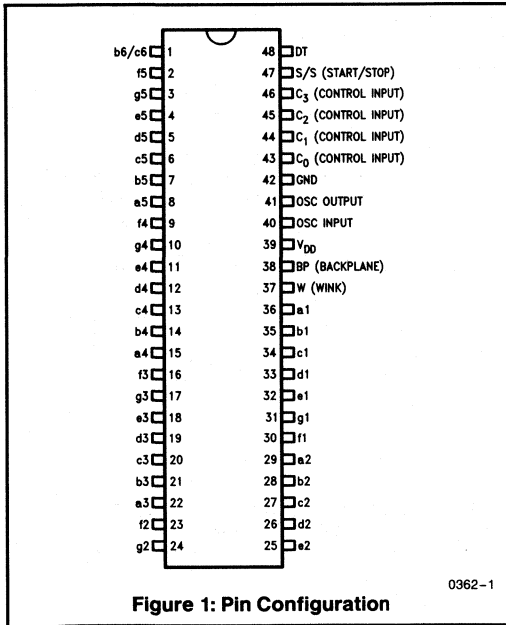 b6/c6 1 48 DT
f5 2 47 S/S (START/STOP)
g5 3 46 C3 (CONTROL INPUT)
e5 4 45 C2 (CONTROL INPUT)
d5 5 44 C1 (CONTROL INPUT)
c5 6 43 C0 (CONTROL INPUT)
b5 7 42 GND
a5 8 41 OSC OUTPUT
f4 9 40 OSC INPUT
g4 10 39 VDD
e4 11 38 BP (BACKPLANE)
d4 12 37 W (WINK)
c4 13 36 a1
b4 14 35 b1
a4 15 34 c1
f3 16 33 d1
g3 17 32 e1
e3 18 31 g1
d3 19 30 f1
c3 20 29 a2
b3 21 28 b2
a3 22 27 c2
f2 23 26 d2
g2 24 25 e2
0362-1
Figure 1: Pin Configuration